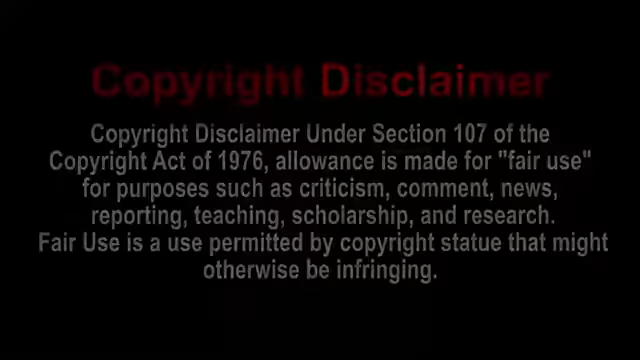 Copyright Disclaimer
Copyright Disclaimer Under Section 107 of the
Copyright Act of 1976, allowance is made for "fair use"
for purposes such as criticism, comment, news,
reporting, teaching, scholarship, and research.
Fair Use is a use permitted by copyright statue that might
otherwise be infringing.